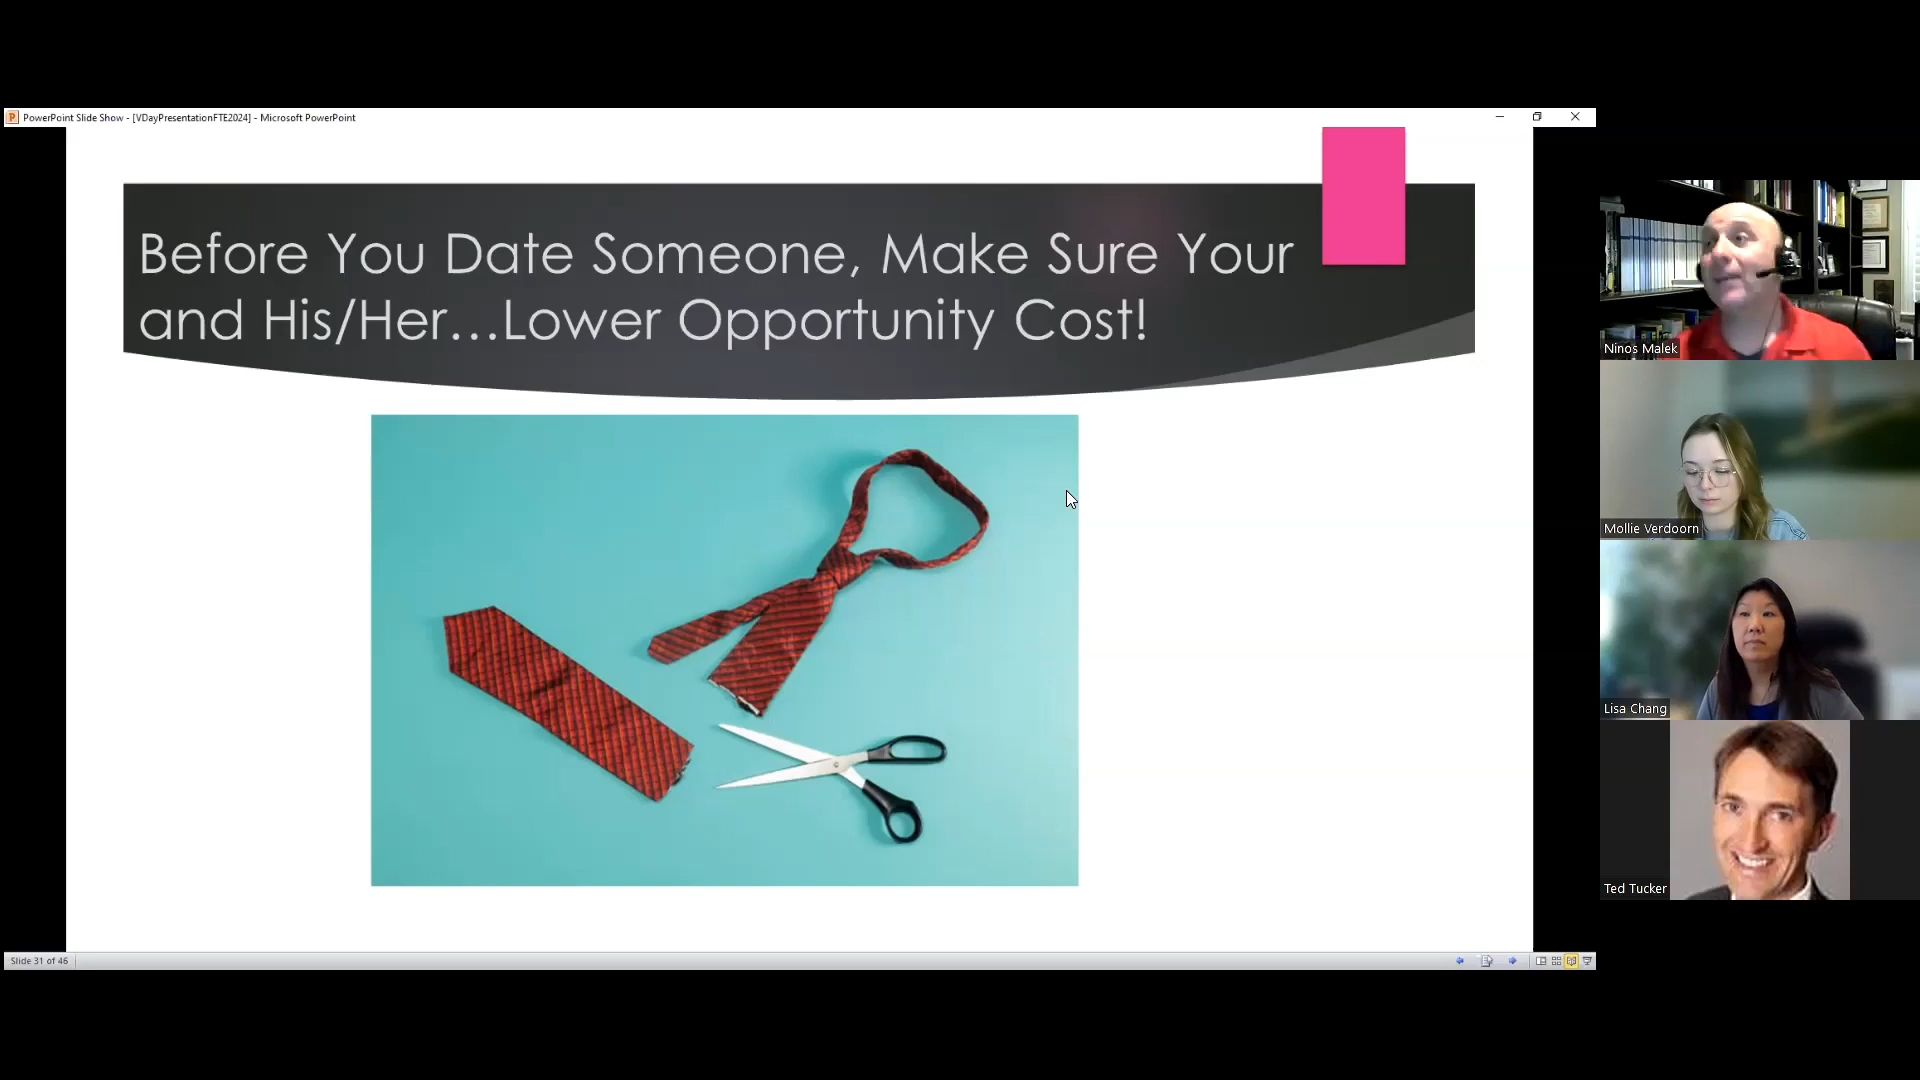 PowerPoint Slide Show - [VDayPresentationFTE2024] - Microsoft PowerPoint
Before You Date Someone, Make Sure Your
and His/Her...Lower Opportunity Cost!
Ninos Malek
Mollie Verdoorn
Lisa Chang
Ted Tucker
Slide 31 of 46